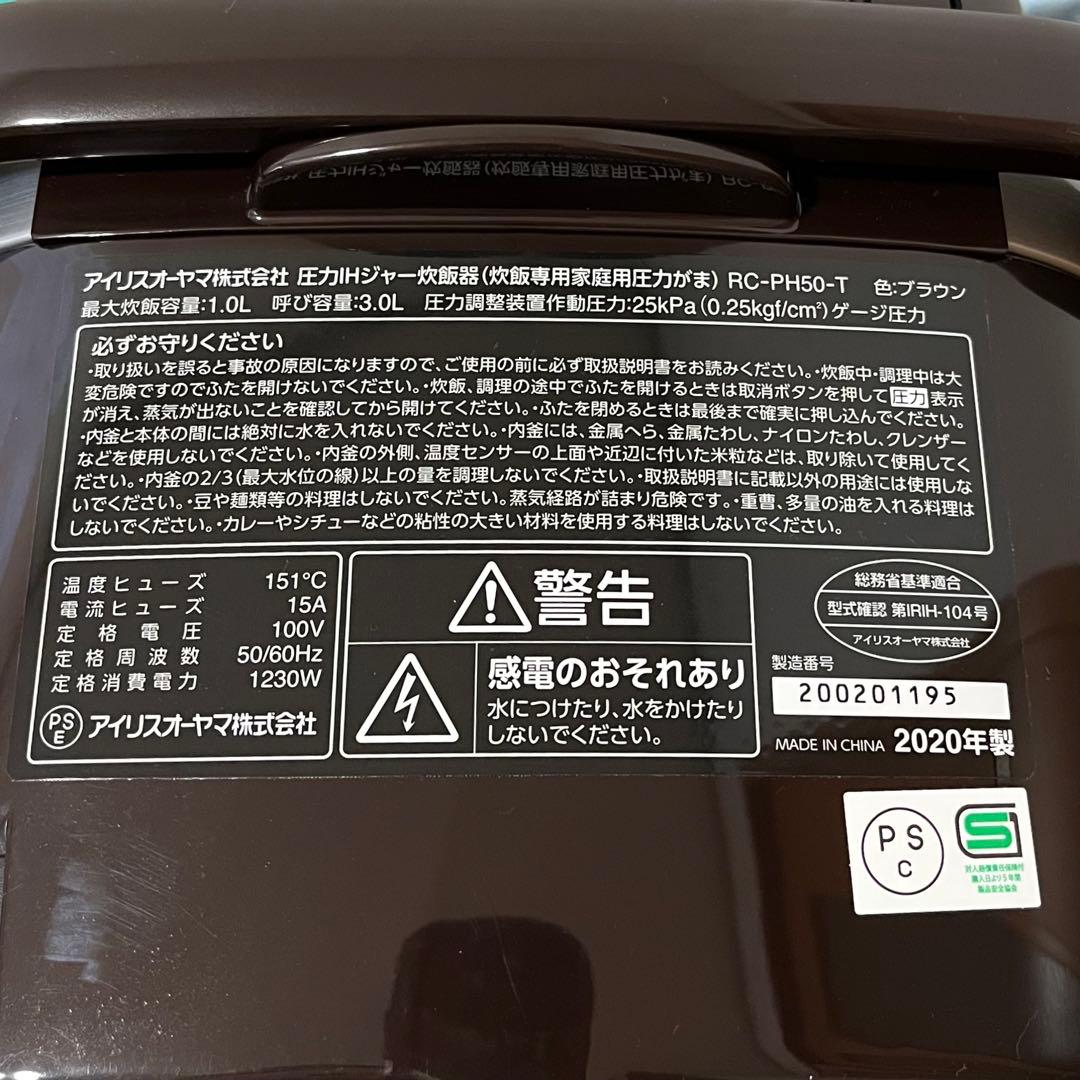 アイリスオーヤマ株式会社 圧力IHジャー炊飯器(炊飯専用家庭用圧力がま) RC-PH50-T 色:ブラウン
最大炊飯容量:1.0L 呼び容量:3.0L 圧力調整装置作動圧力:25kPa(0.25kgf/cm²)ゲージ圧力
必ずお守りください
・取り扱いを誤ると事故の原因になりますので、ご使用の前に必ず取扱説明書をお読みください。・炊飯中・調理中は大
変危険ですのでふたを開けないでください。・炊飯、調理の途中でふたを開けるときは取消ボタンを押して圧力表示
が消え、蒸気が出ないことを確認してから開けてください。・ふたを閉めるときは最後まで確実に押し込んでください。
・内釜と本体の間には絶対に水を入れないでください。・内釜には、金属へら、金属たわし、ナイロンたわし、クレンザー
などを使用しないでください。・内釜の外側、温度センサーの上面や近辺に付いた米粒などは、取り除いて使用してく
ださい。・内釜の2/3(最大水位の線)以上の量を調理しないでください。・取扱説明書に記載以外の用途には使用しな
いでください。・豆や麺類等の料理はしないでください。蒸気経路が詰まり危険です。・重曹、多量の油を入れる料理は
しないでください。・カレーやシチューなどの粘性の大きい材料を使用する料理はしないでください。
温度ヒューズ 151°C
電流ヒューズ 15A
定格電圧 100V
定格周波数 50/60Hz
定格消費電力 1230W
PSE アイリスオーヤマ株式会社
警告
感電のおそれあり
水につけたり、水をかけたり
しないでください。
総務省基準適合
型式確認 第IRIH-104号
アイリスオーヤマ株式会社
製造番号
200201195
MADE IN CHINA 2020年製
PSC
SG
対人賠償責任保険付
購入日より5年間
製品安全協会